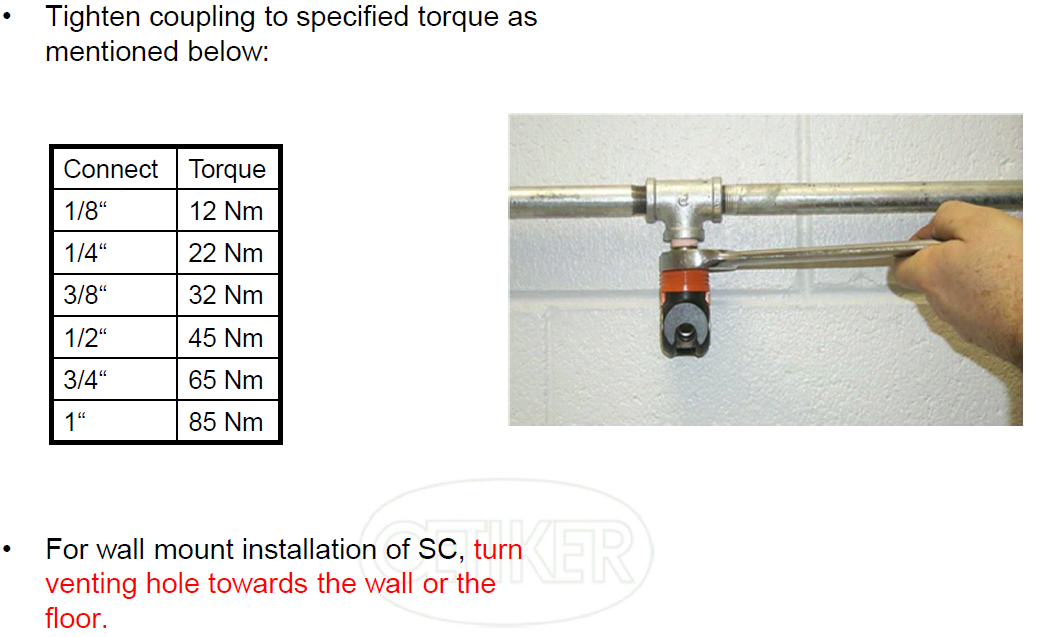 • Tighten coupling to specified torque as
mentioned below:
Connect Torque
1/8“ 12 Nm
1/4“ 22 Nm
3/8“ 32 Nm
1/2“ 45 Nm
3/4“ 65 Nm
1“ 85 Nm
OETIKER
• For wall mount installation of SC, turn
venting hole towards the wall or the
floor.